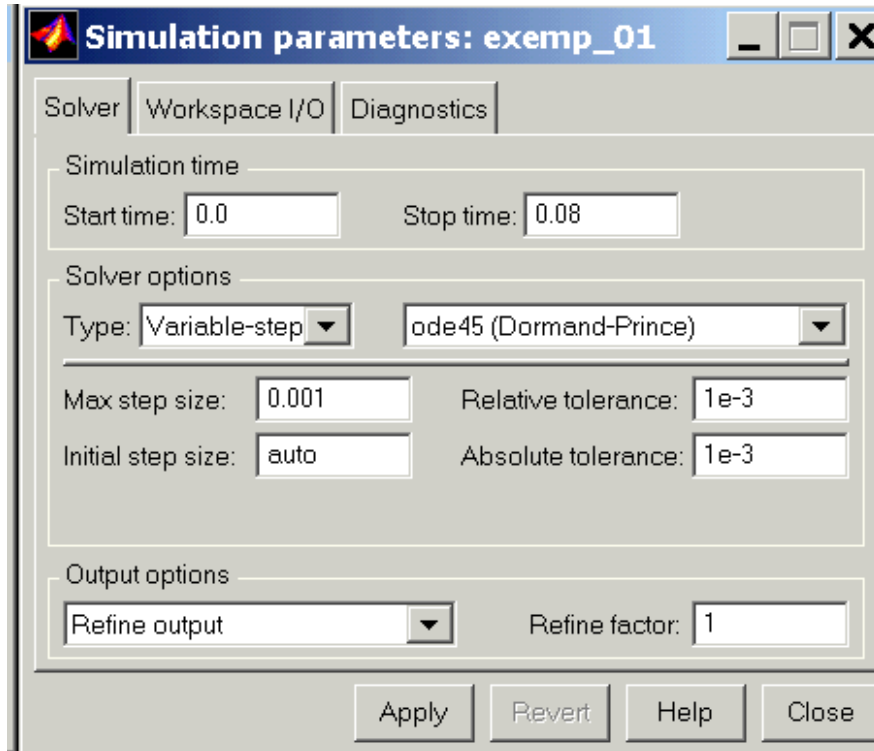 Simulation parameters: exemp_01
Solver Workspace I/O Diagnostics
Simulation time
Start time: 0.0 Stop time: 0.08
Solver options
Type: Variable-step ode45 (Dormand-Prince)
Max step size: 0.001 Relative tolerance: 1e-3
Initial step size: auto Absolute tolerance: 1e-3
Output options
Refine output Refine factor: 1
Apply Revert Help Close